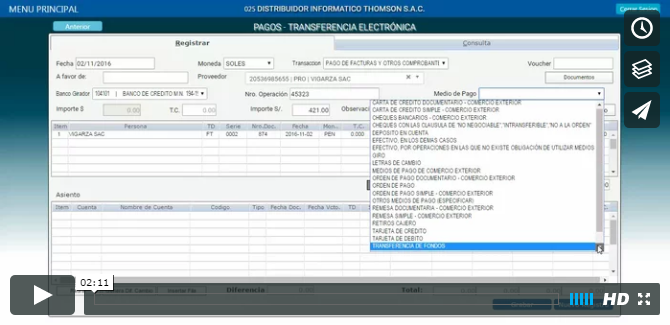 MENU PRINCIPAL
025 DISTRIBUIDOR INFORMATICO THOMSON S.A.C.
Cerrar Sesión
Anterior
PAGOS - TRANSFERENCIA ELECTRÓNICA
Registrar
Consulta
Fecha 02/11/2016
Moneda SOLES
Transaccion PAGO DE FACTURAS Y OTROS COMPROBANTI
Voucher
A favor de:
Proveedor
20536985655 | PRO | VIGARZA SAC
Documentos
Banco Girador 104101 | BANCO DE CREDITO M.N. 194-1
Nro. Operación 45323
Medio de Pago
Importe $ 0.00
T.C. 0.00
Importe S/. 421.00
Observac
CARTA DE CREDITO DOCUMENTARIO - COMERCIO EXTERIOR
CARTA DE CREDITO SIMPLE - COMERCIO EXTERIOR
CHEQUES BANCARIOS - COMERCIO EXTERIOR
CHEQUES CON LA CLAUSULA DE "NO NEGOCIABLE","INTRANSFERIBLE","NO A LA ORDEN"
DEPOSITO EN CUENTA
EFECTIVO, EN LOS DEMAS CASOS
EFECTIVO, POR OPERACIONES EN LAS QUE NO EXISTE OBLIGACIÓN DE UTILIZAR MEDIOS
GIRO
LETRAS DE CAMBIO
MEDIOS DE PAGO DE COMERCIO EXTERIOR
ORDEN DE PAGO DOCUMENTARIO - COMERCIO EXTERIOR
ORDEN DE PAGO
ORDEN DE PAGO SIMPLE - COMERCIO EXTERIOR
OTROS MEDIOS DE PAGO (ESPECIFICAR)
REMESA DOCUMENTARIA - COMERCIO EXTERIOR
REMESA SIMPLE - COMERCIO EXTERIOR
RETIROS CAJERO
TARJETA DE CREDITO
TARJETA DE DEBITO
TRANSFERENCIA DE FONDOS
Item Persona TD Serie Nro.Doc. Fecha Mon. T.C.
1 VIGARZA SAC FT 0002 874 2016-11-02 PEN 0.000
Asiento
Item Cuenta Nombre de Cuenta Codigo. Tipo Fecha Doc. Fecha Vcto. TD
02:11
Diferencia
Total:
HD